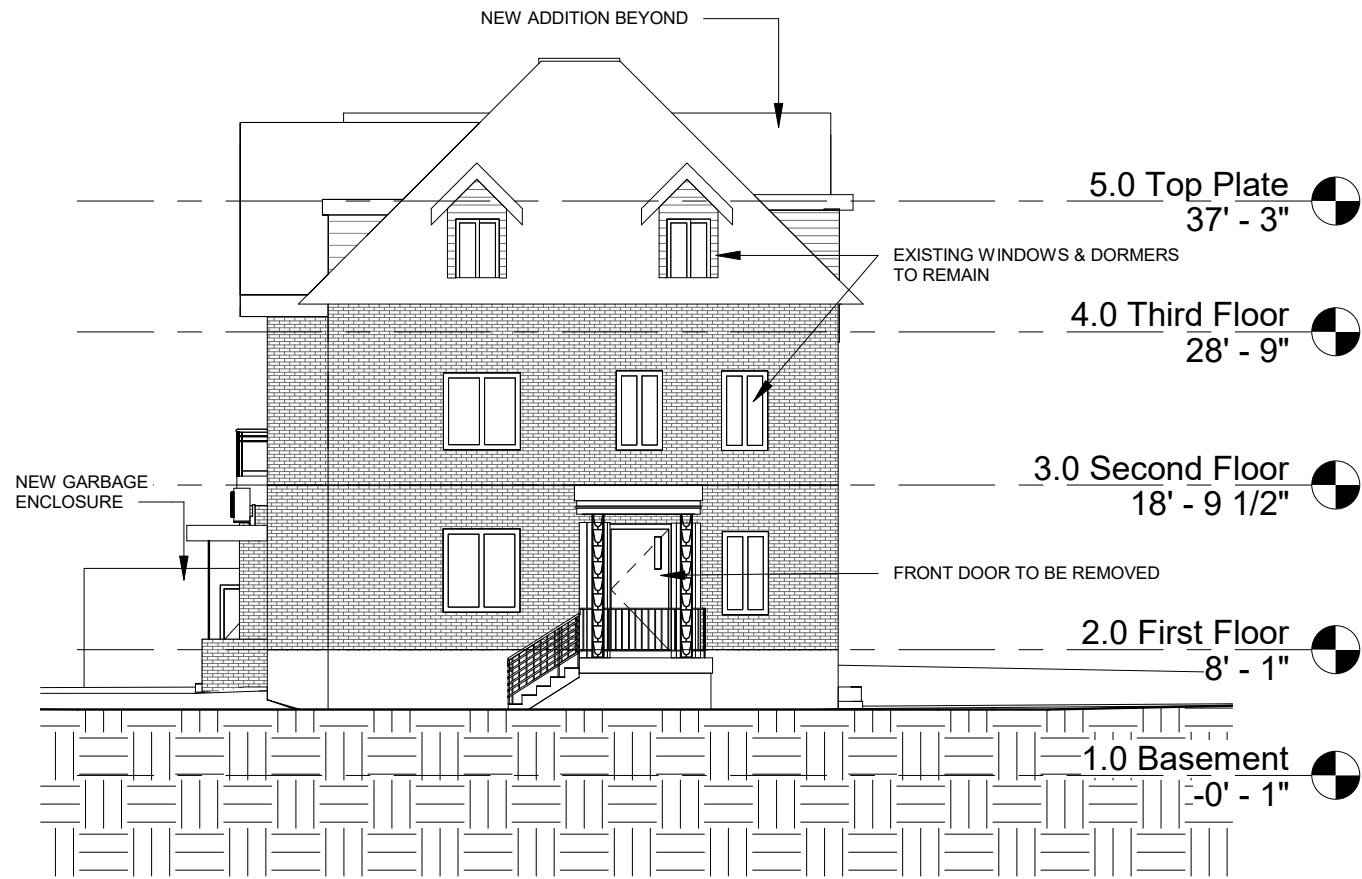 NEW ADDITION BEYOND
5.0 Top Plate
37' - 3"
EXISTING WINDOWS & DORMERS
TO REMAIN
4.0 Third Floor
28' - 9"
3.0 Second Floor
18' - 9 1/2"
NEW GARBAGE
ENCLOSURE
FRONT DOOR TO BE REMOVED
2.0 First Floor
8' - 1"
1.0 Basement
-0' - 1"